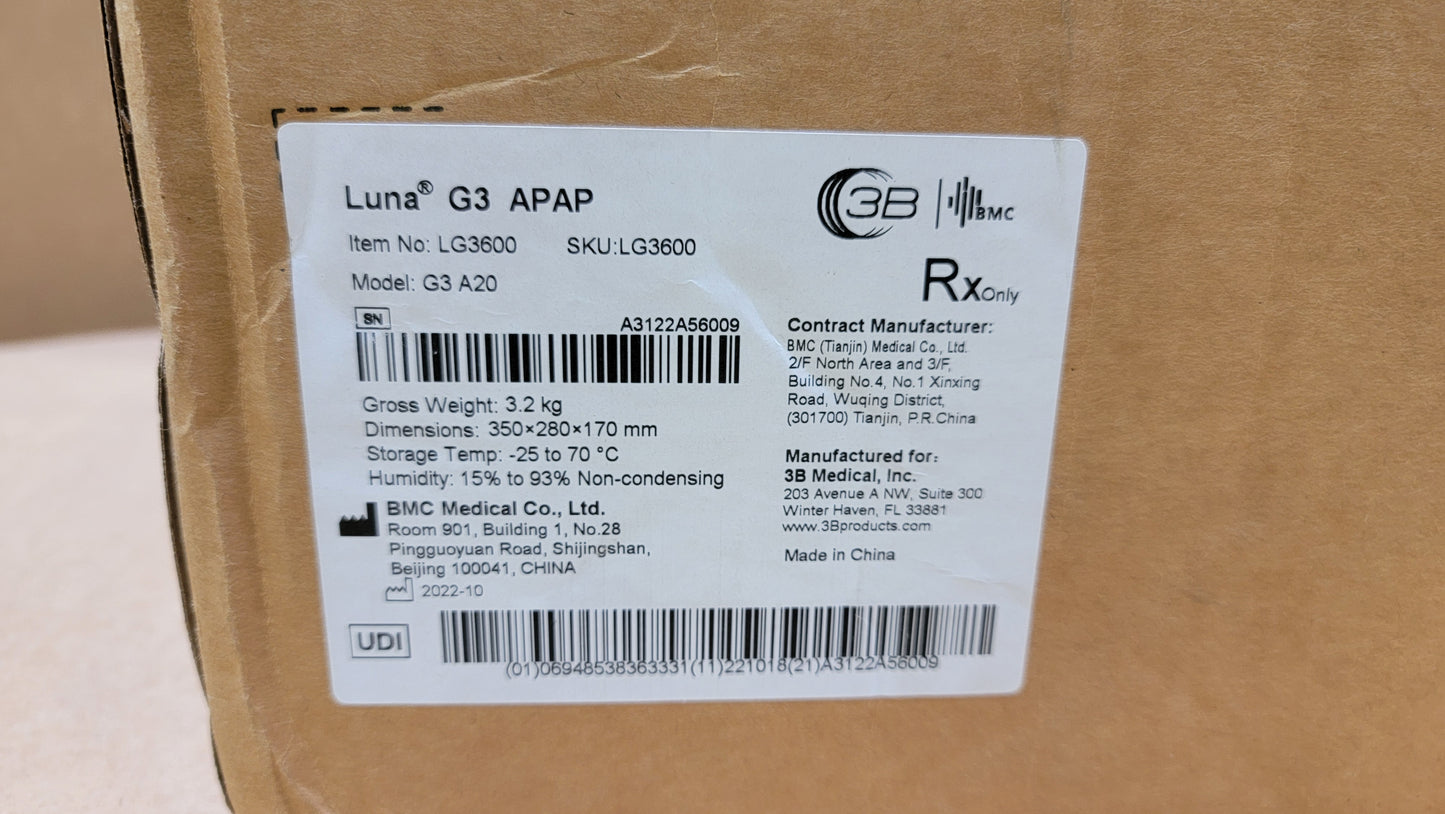 Luna® G3 APAP
Item No: LG3600 SKU:LG3600
Model: G3 A20
SN
A3122A56009
Gross Weight: 3.2 kg
Dimensions: 350×280×170 mm
Storage Temp: -25 to 70 °C
Humidity: 15% to 93% Non-condensing
BMC Medical Co., Ltd.
Room 901, Building 1, No.28
Pingguoyuan Road, Shijingshan,
Beijing 100041, CHINA
2022-10
3B | BMC
Rx Only
Contract Manufacturer:
BMC (Tianjin) Medical Co., Ltd.
2/F North Area and 3/F,
Building No.4, No.1 Xinxing
Road, Wuqing District,
(301700) Tianjin, P.R.China
Manufactured for:
3B Medical, Inc.
203 Avenue A NW, Suite 300
Winter Haven, FL 33881
www.3Bproducts.com
Made in China
UDI
(01)06948538363331(11)221018(21)A3122A56009